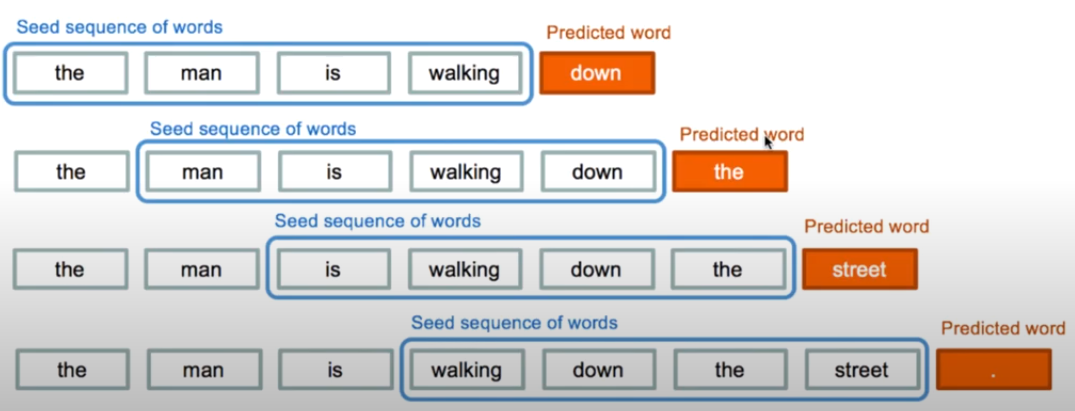 Seed sequence of words
Predicted word
the man is walking down
Seed sequence of words
Predicted word
the man is walking down the
Seed sequence of words
Predicted word
the man is walking down the street
Seed sequence of words
Predicted word
the man is walking down the street .